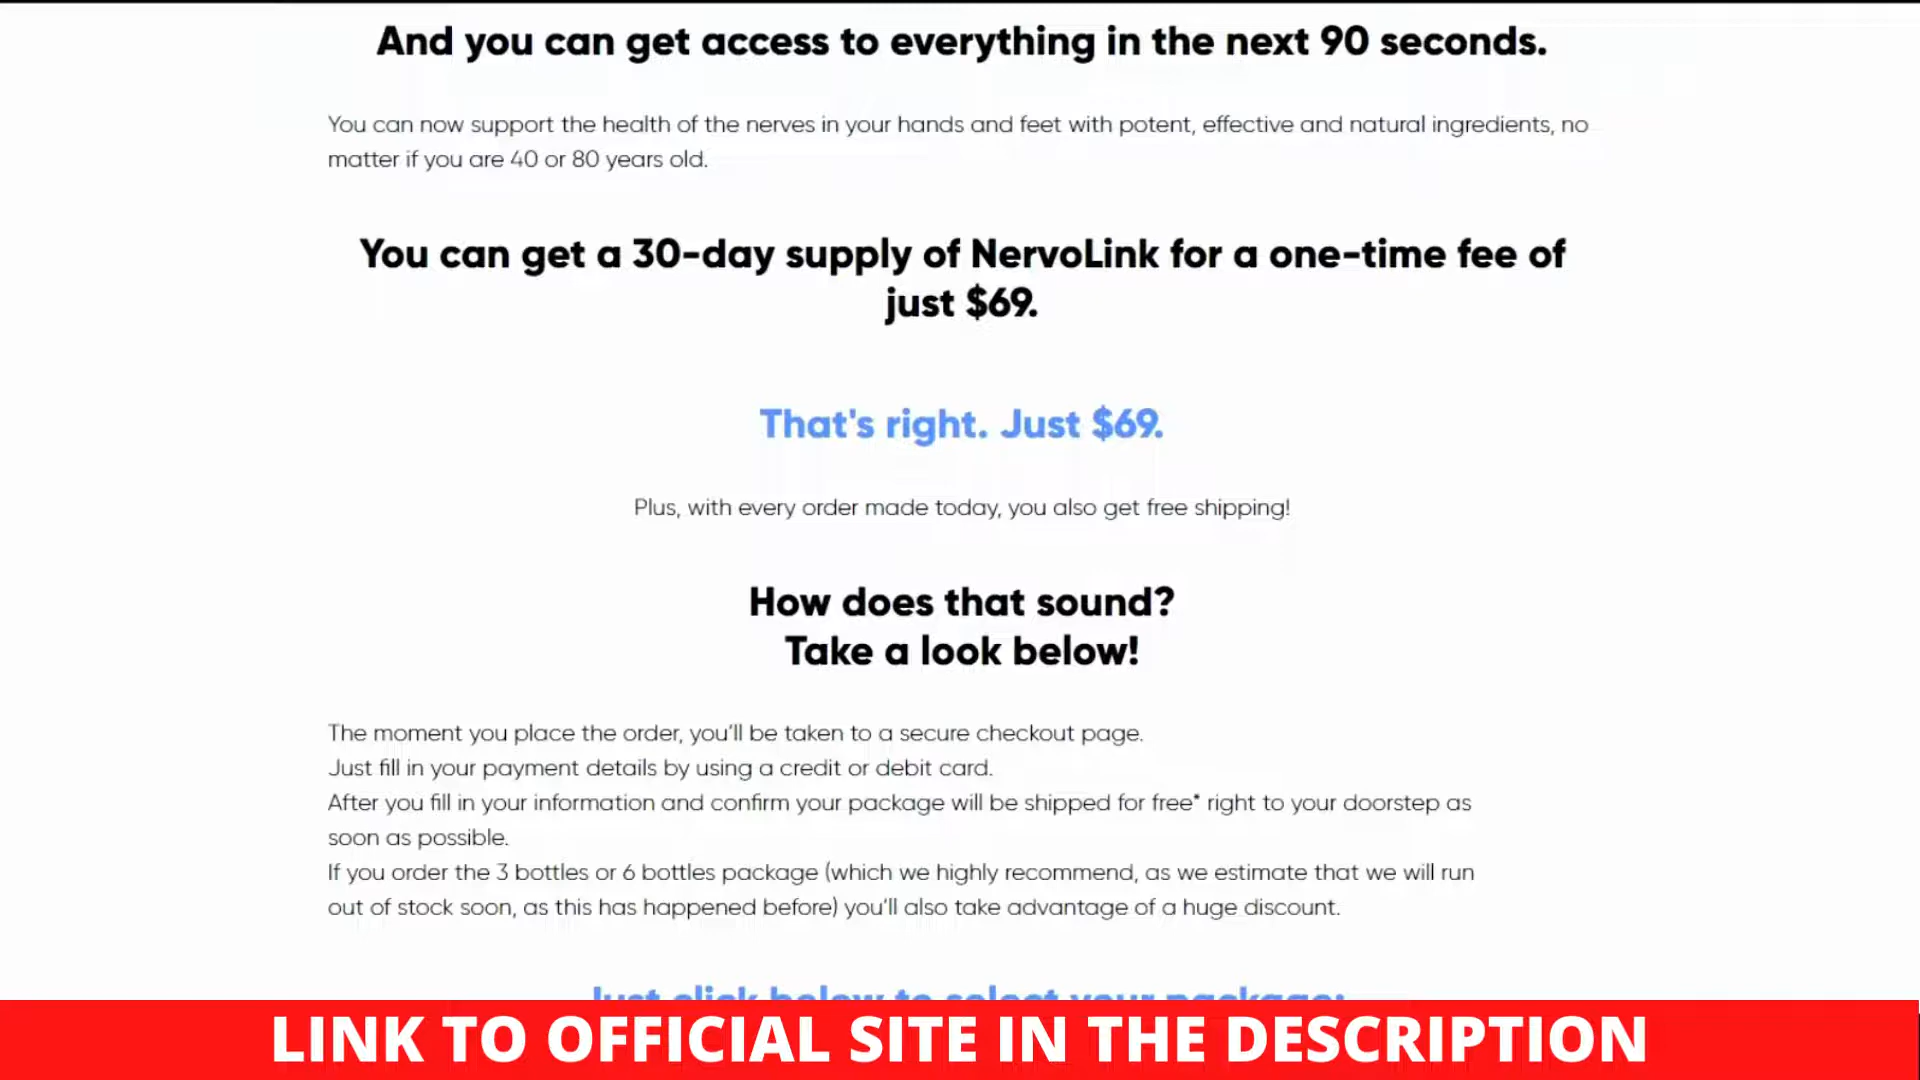 And you can get access to everything in the next 90 seconds.
You can now support the health of the nerves in your hands and feet with potent, effective and natural ingredients, no
matter if you are 40 or 80 years old.
You can get a 30-day supply of NervoLink for a one-time fee of
just $69.
That's right. Just $69.
Plus, with every order made today, you also get free shipping!
How does that sound?
Take a look below!
The moment you place the order, you'll be taken to a secure checkout page.
Just fill in your payment details by using a credit or debit card.
After you fill in your information and confirm your package will be shipped for free* right to your doorstep as
soon as possible.
If you order the 3 bottles or 6 bottles package (which we highly recommend, as we estimate that we will run
out of stock soon, as this has happened before) you'll also take advantage of a huge discount.
Just click below to select your package:
LINK TO OFFICIAL SITE IN THE DESCRIPTION